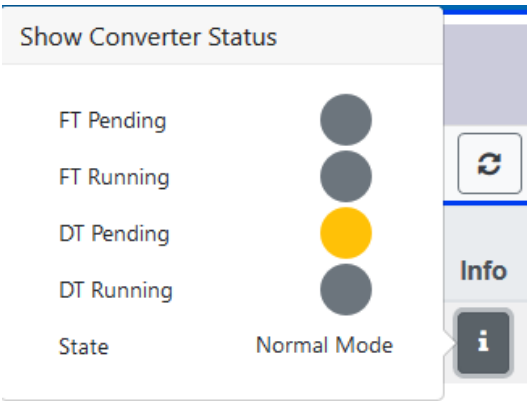 Show Converter Status
FT Pending
FT Running
DT Pending
DT Running
State Normal Mode
Info
i